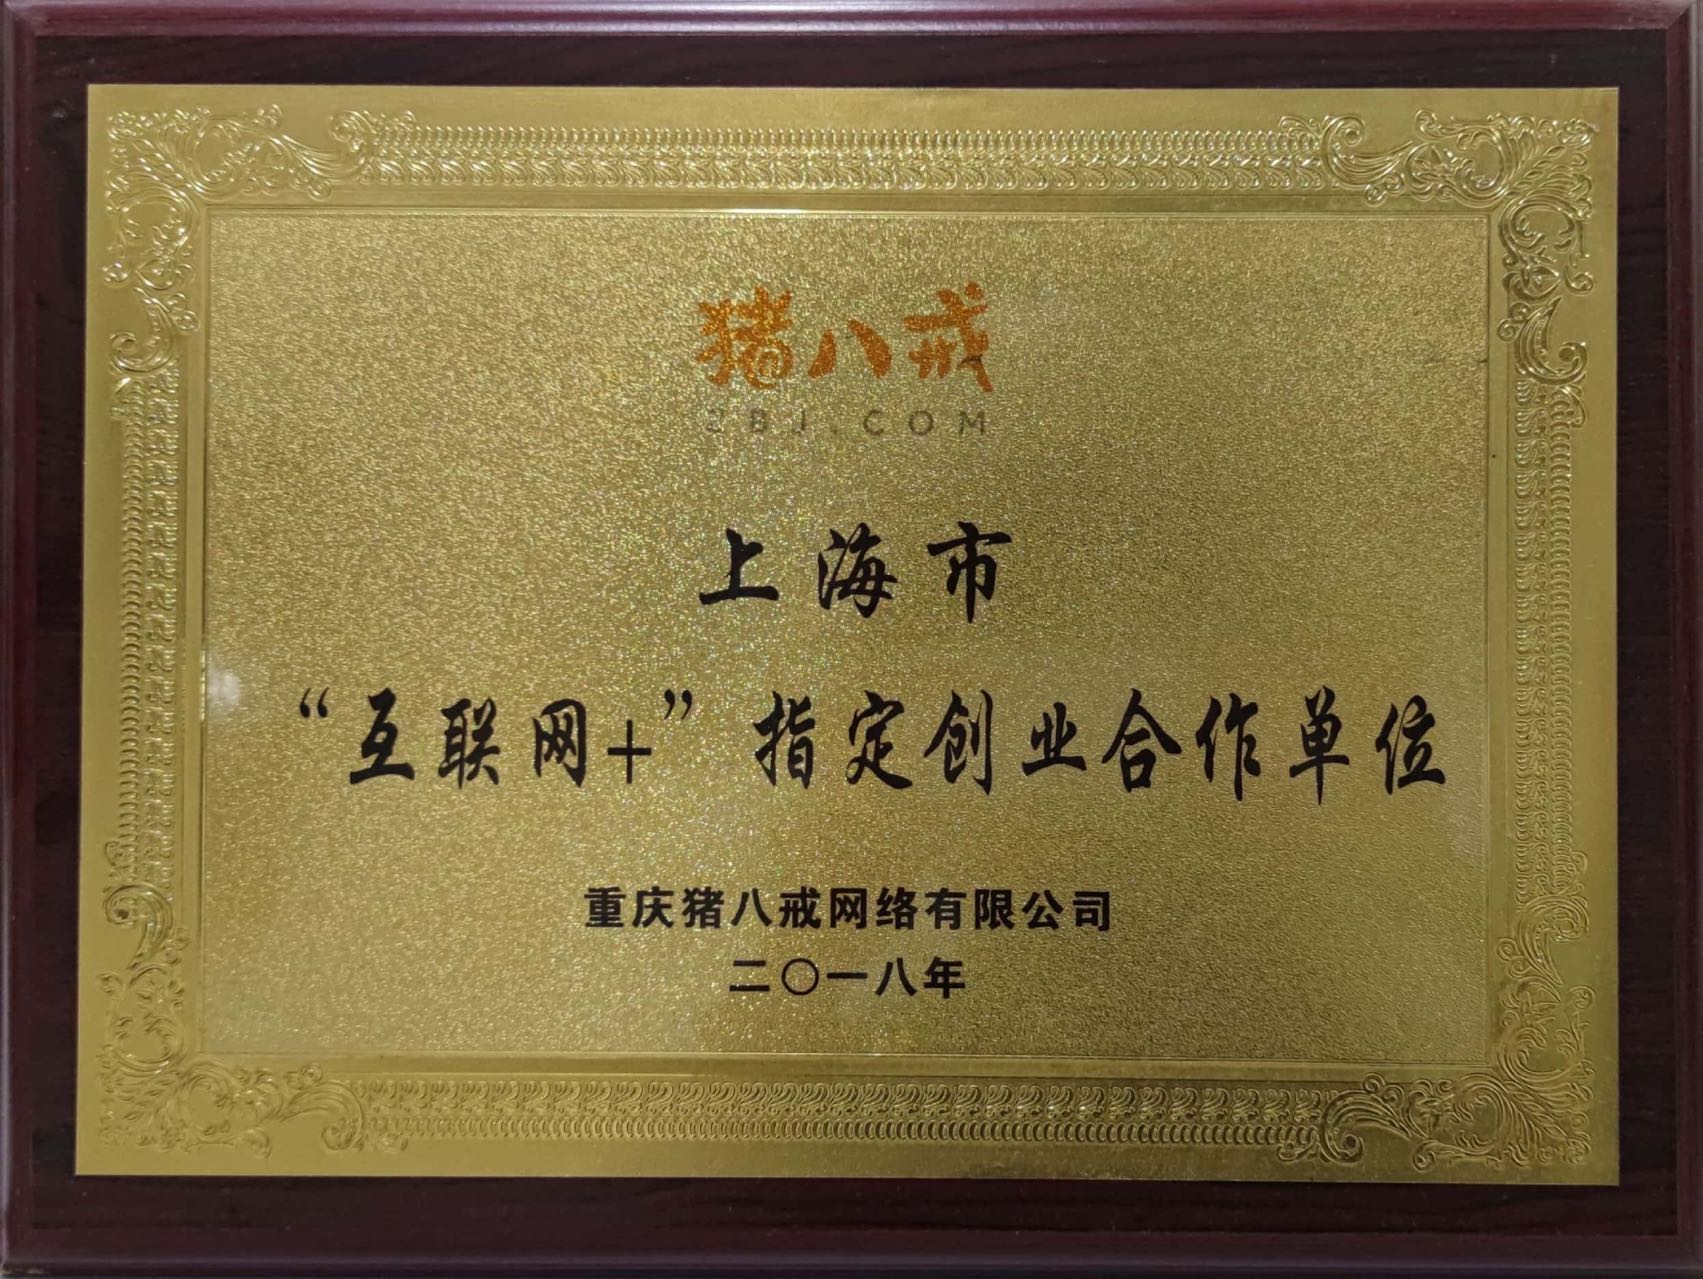 猪八戒
ZBJ.COM
上海市
“互联网+”指定创业合作单位
重庆猪八戒网络有限公司
二〇一八年